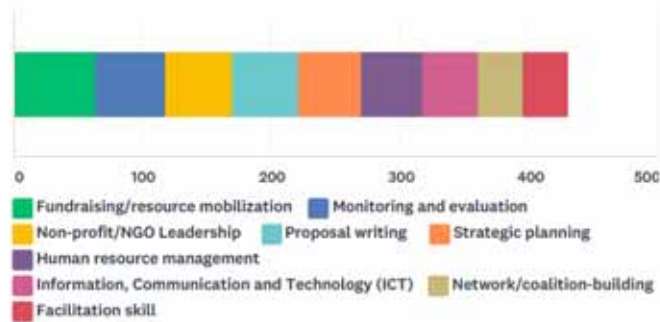 0 100 200 300 400 500
Fundraising/resource mobilization Monitoring and evaluation
Non-profit/NGO Leadership Proposal writing Strategic planning
Human resource management
Information, Communication and Technology (ICT) Network/coalition-building
Facilitation skill